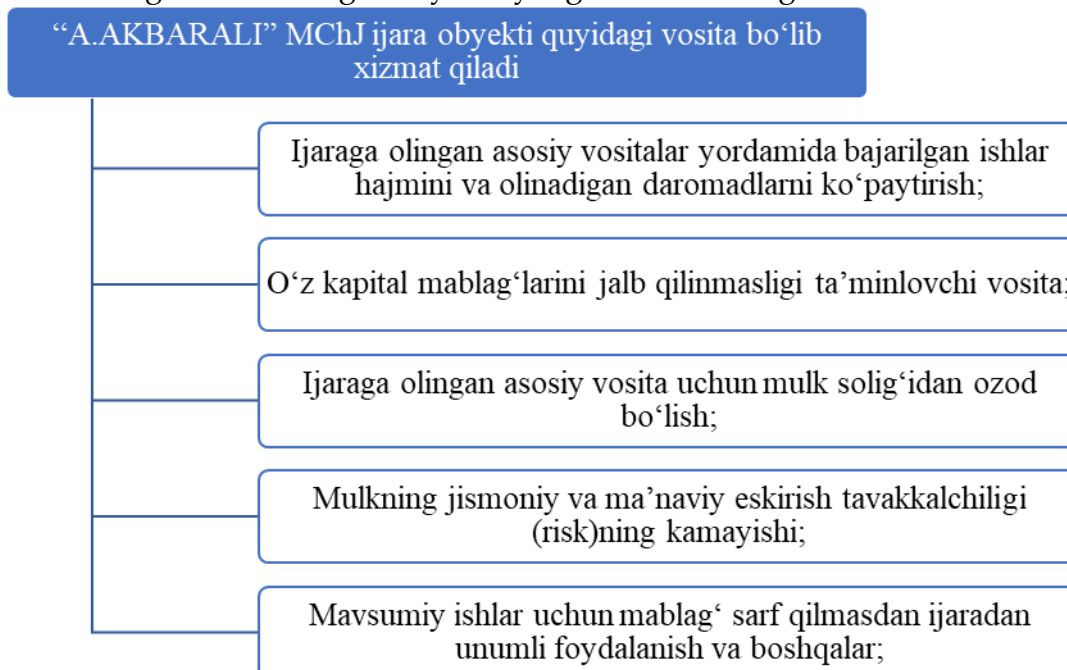 “A.AKBARALI” MChJ ijara obyekti quyidagi vosita bo‘lib
xizmat qiladi
Ijaraga olingan asosiy vositalar yordamida bajarilgan ishlar
hajmini va olinadigan daromadlarni ko‘paytirish;
O‘z kapital mablag‘larini jalb qilinmasligi ta’minlovchi vosita;
Ijaraga olingan asosiy vosita uchun mulk solig‘idan ozod
bo‘lish;
Mulkning jismoniy va ma’naviy eskirish tavakkalchiligi
(risk)ning kamayishi;
Mavsumiy ishlar uchun mablag‘ sarf qilmasdan ijaradan
unumli foydalanish va boshqalar;